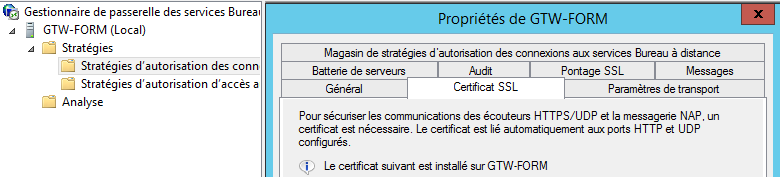 Gestionnaire de passerelle des services Bureau
GTW-FORM (Local)
Stratégies
Stratégies d'autorisation des conne
Stratégies d'autorisation d'accès a
Analyse
Propriétés de GTW-FORM
x
Magasin de stratégies d'autorisation des connexions aux services Bureau à distance
Batterie de serveurs Audit Pontage SSL Messages
Général Certificat SSL Paramètres de transport
Pour sécuriser les communications des écouteurs HTTPS/UDP et la messagerie NAP, un
certificat est nécessaire. Le certificat est lié automatiquement aux ports HTTP et UDP
configurés.
Le certificat suivant est installé sur GTW-FORM